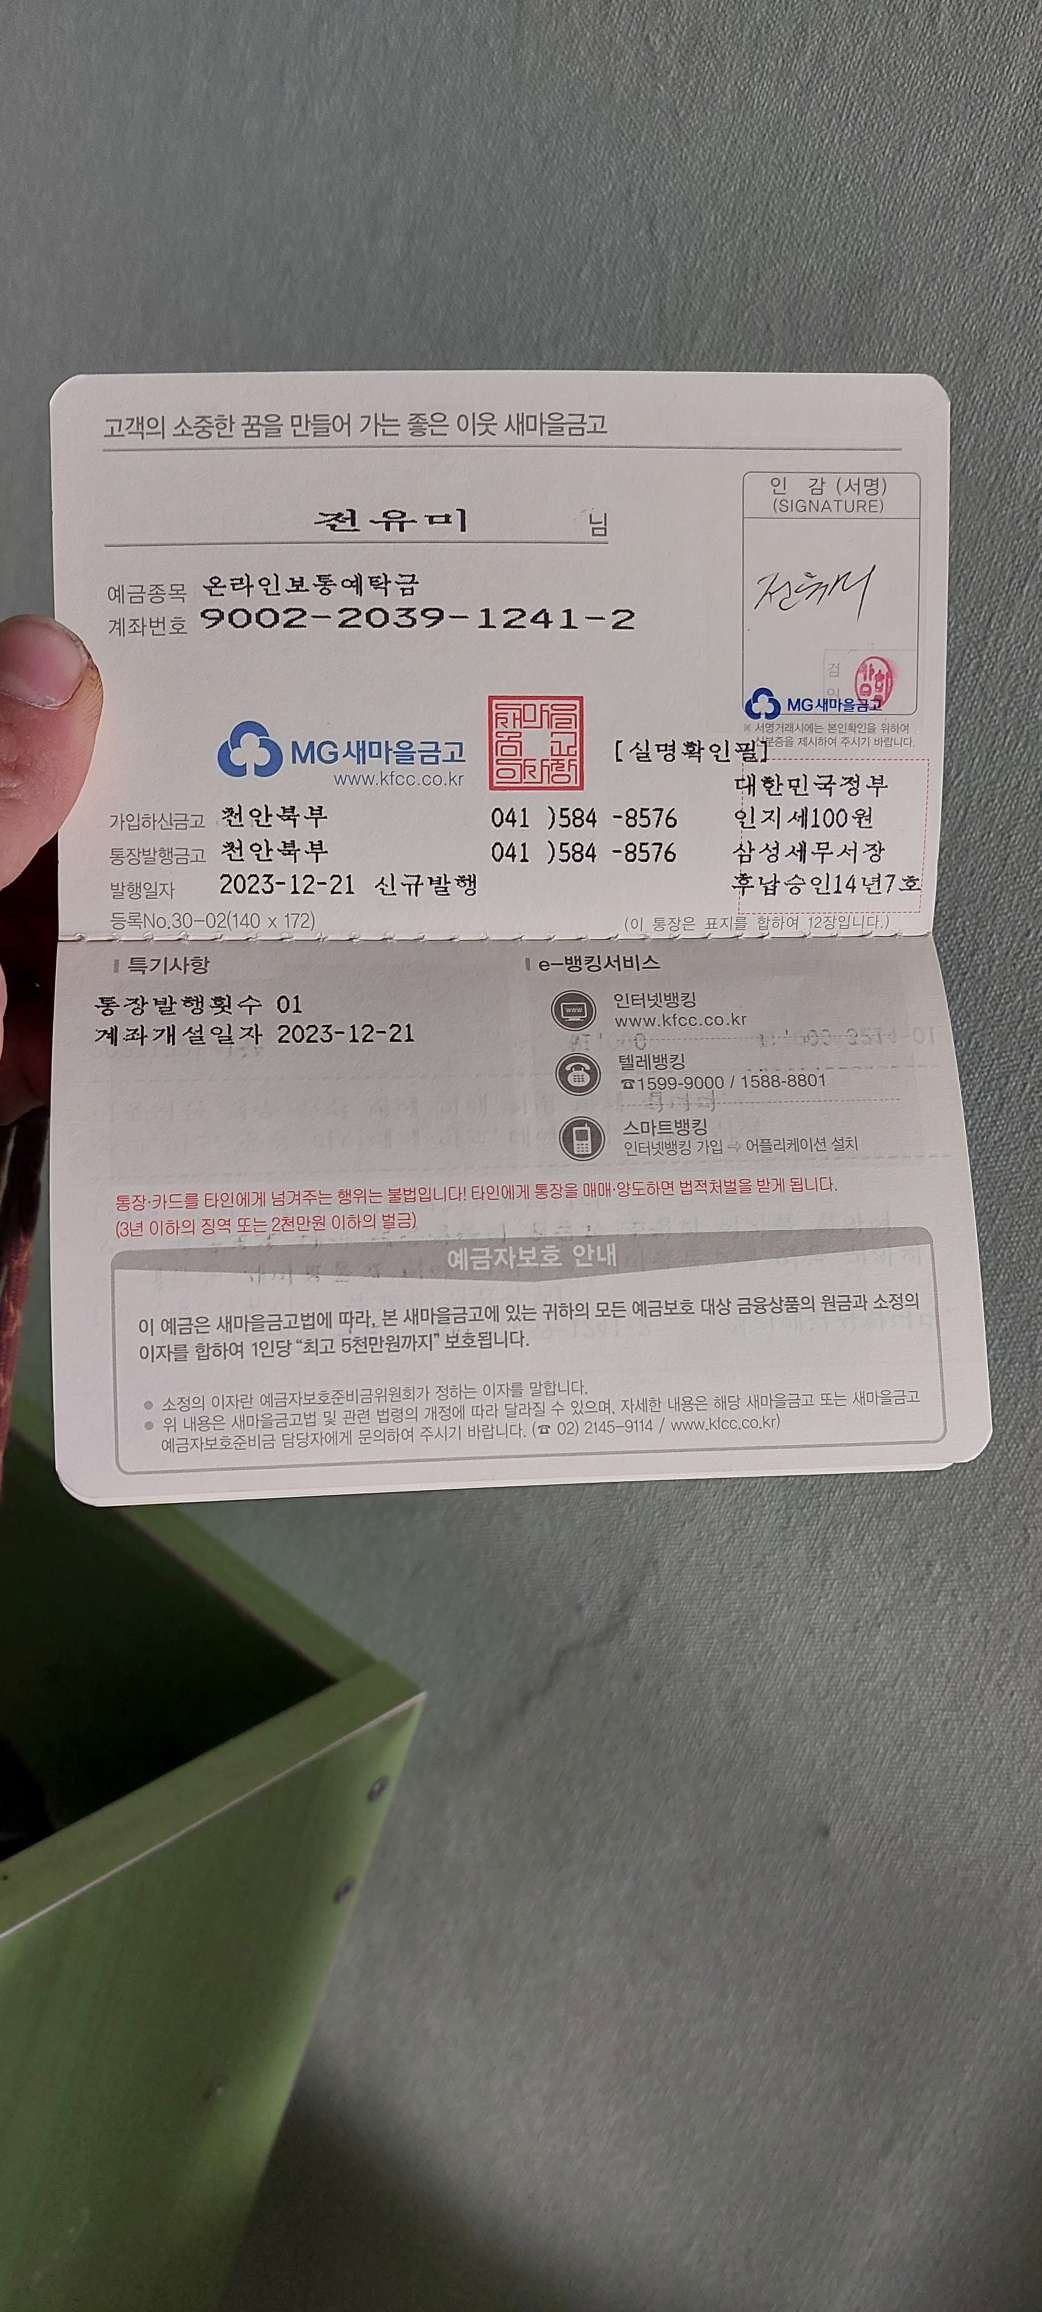 고객의 소중한 꿈을 만들어 가는 좋은 이웃 새마을금고
전유미 님
인 감 (서명)
(SIGNATURE)
전유미
예금종목 온라인보통예탁금
계좌번호 9002-2039-1241-2
검
인
MG새마을금고
※ 서명거래시에는 본인확인을 위하여
신분증을 제시하여 주시기 바랍니다.
MG새마을금고
www.kfcc.co.kr
[실명확인필]
대한민국정부
가입하신금고 천안북부 041 )584 -8576 인지세100원
통장발행금고 천안북부 041 )584 -8576 삼성세무서장
발행일자 2023-12-21 신규발행 후납승인14년7호
등록No.30-02(140 x 172) (이 통장은 표지를 합하여 12장입니다.)
특기사항
통장발행횟수 01
계좌개설일자 2023-12-21
e-뱅킹서비스
www
인터넷뱅킹
www.kfcc.co.kr
텔레뱅킹
☎1599-9000 / 1588-8801
스마트뱅킹
인터넷뱅킹 가입 ⇨ 어플리케이션 설치
통장·카드를 타인에게 넘겨주는 행위는 불법입니다! 타인에게 통장을 매매·양도하면 법적처벌을 받게 됩니다.
(3년 이하의 징역 또는 2천만원 이하의 벌금)
예금자보호 안내
이 예금은 새마을금고법에 따라, 본 새마을금고에 있는 귀하의 모든 예금보호 대상 금융상품의 원금과 소정의
이자를 합하여 1인당 “최고 5천만원까지” 보호됩니다.
● 소정의 이자란 예금자보호준비금위원회가 정하는 이자를 말합니다.
● 위 내용은 새마을금고법 및 관련 법령의 개정에 따라 달라질 수 있으며, 자세한 내용은 해당 새마을금고 또는 새마을금고
예금자보호준비금 담당자에게 문의하여 주시기 바랍니다. (☎ 02) 2145-9114 / www.kfcc.co.kr)